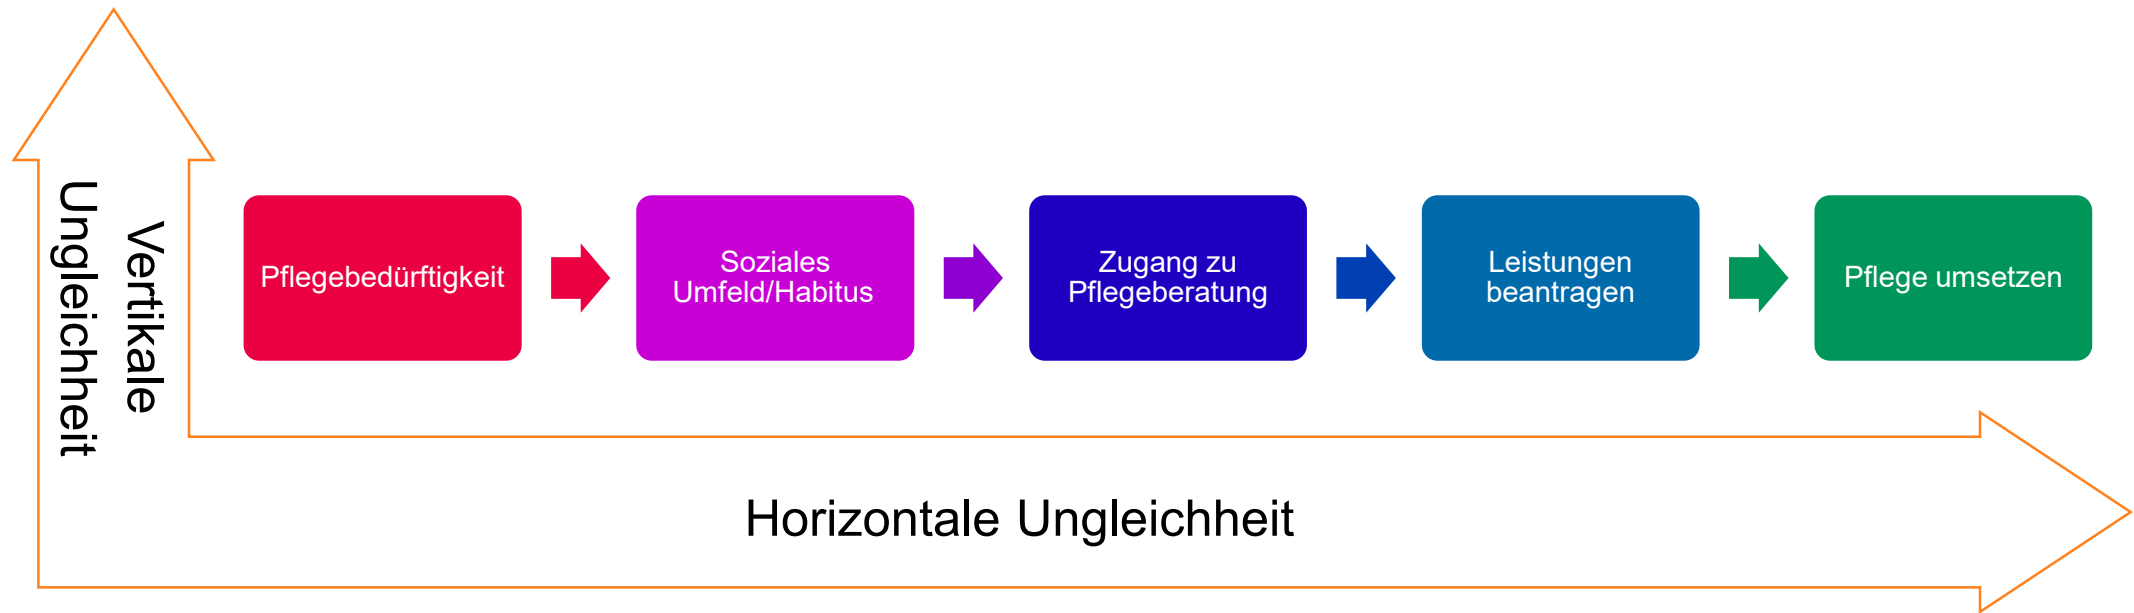 Vertikale
Ungleichheit
Pflegebedürftigkeit
Soziales
Umfeld/Habitus
Zugang zu
Pflegeberatung
Leistungen
beantragen
Pflege umsetzen
Horizontale Ungleichheit